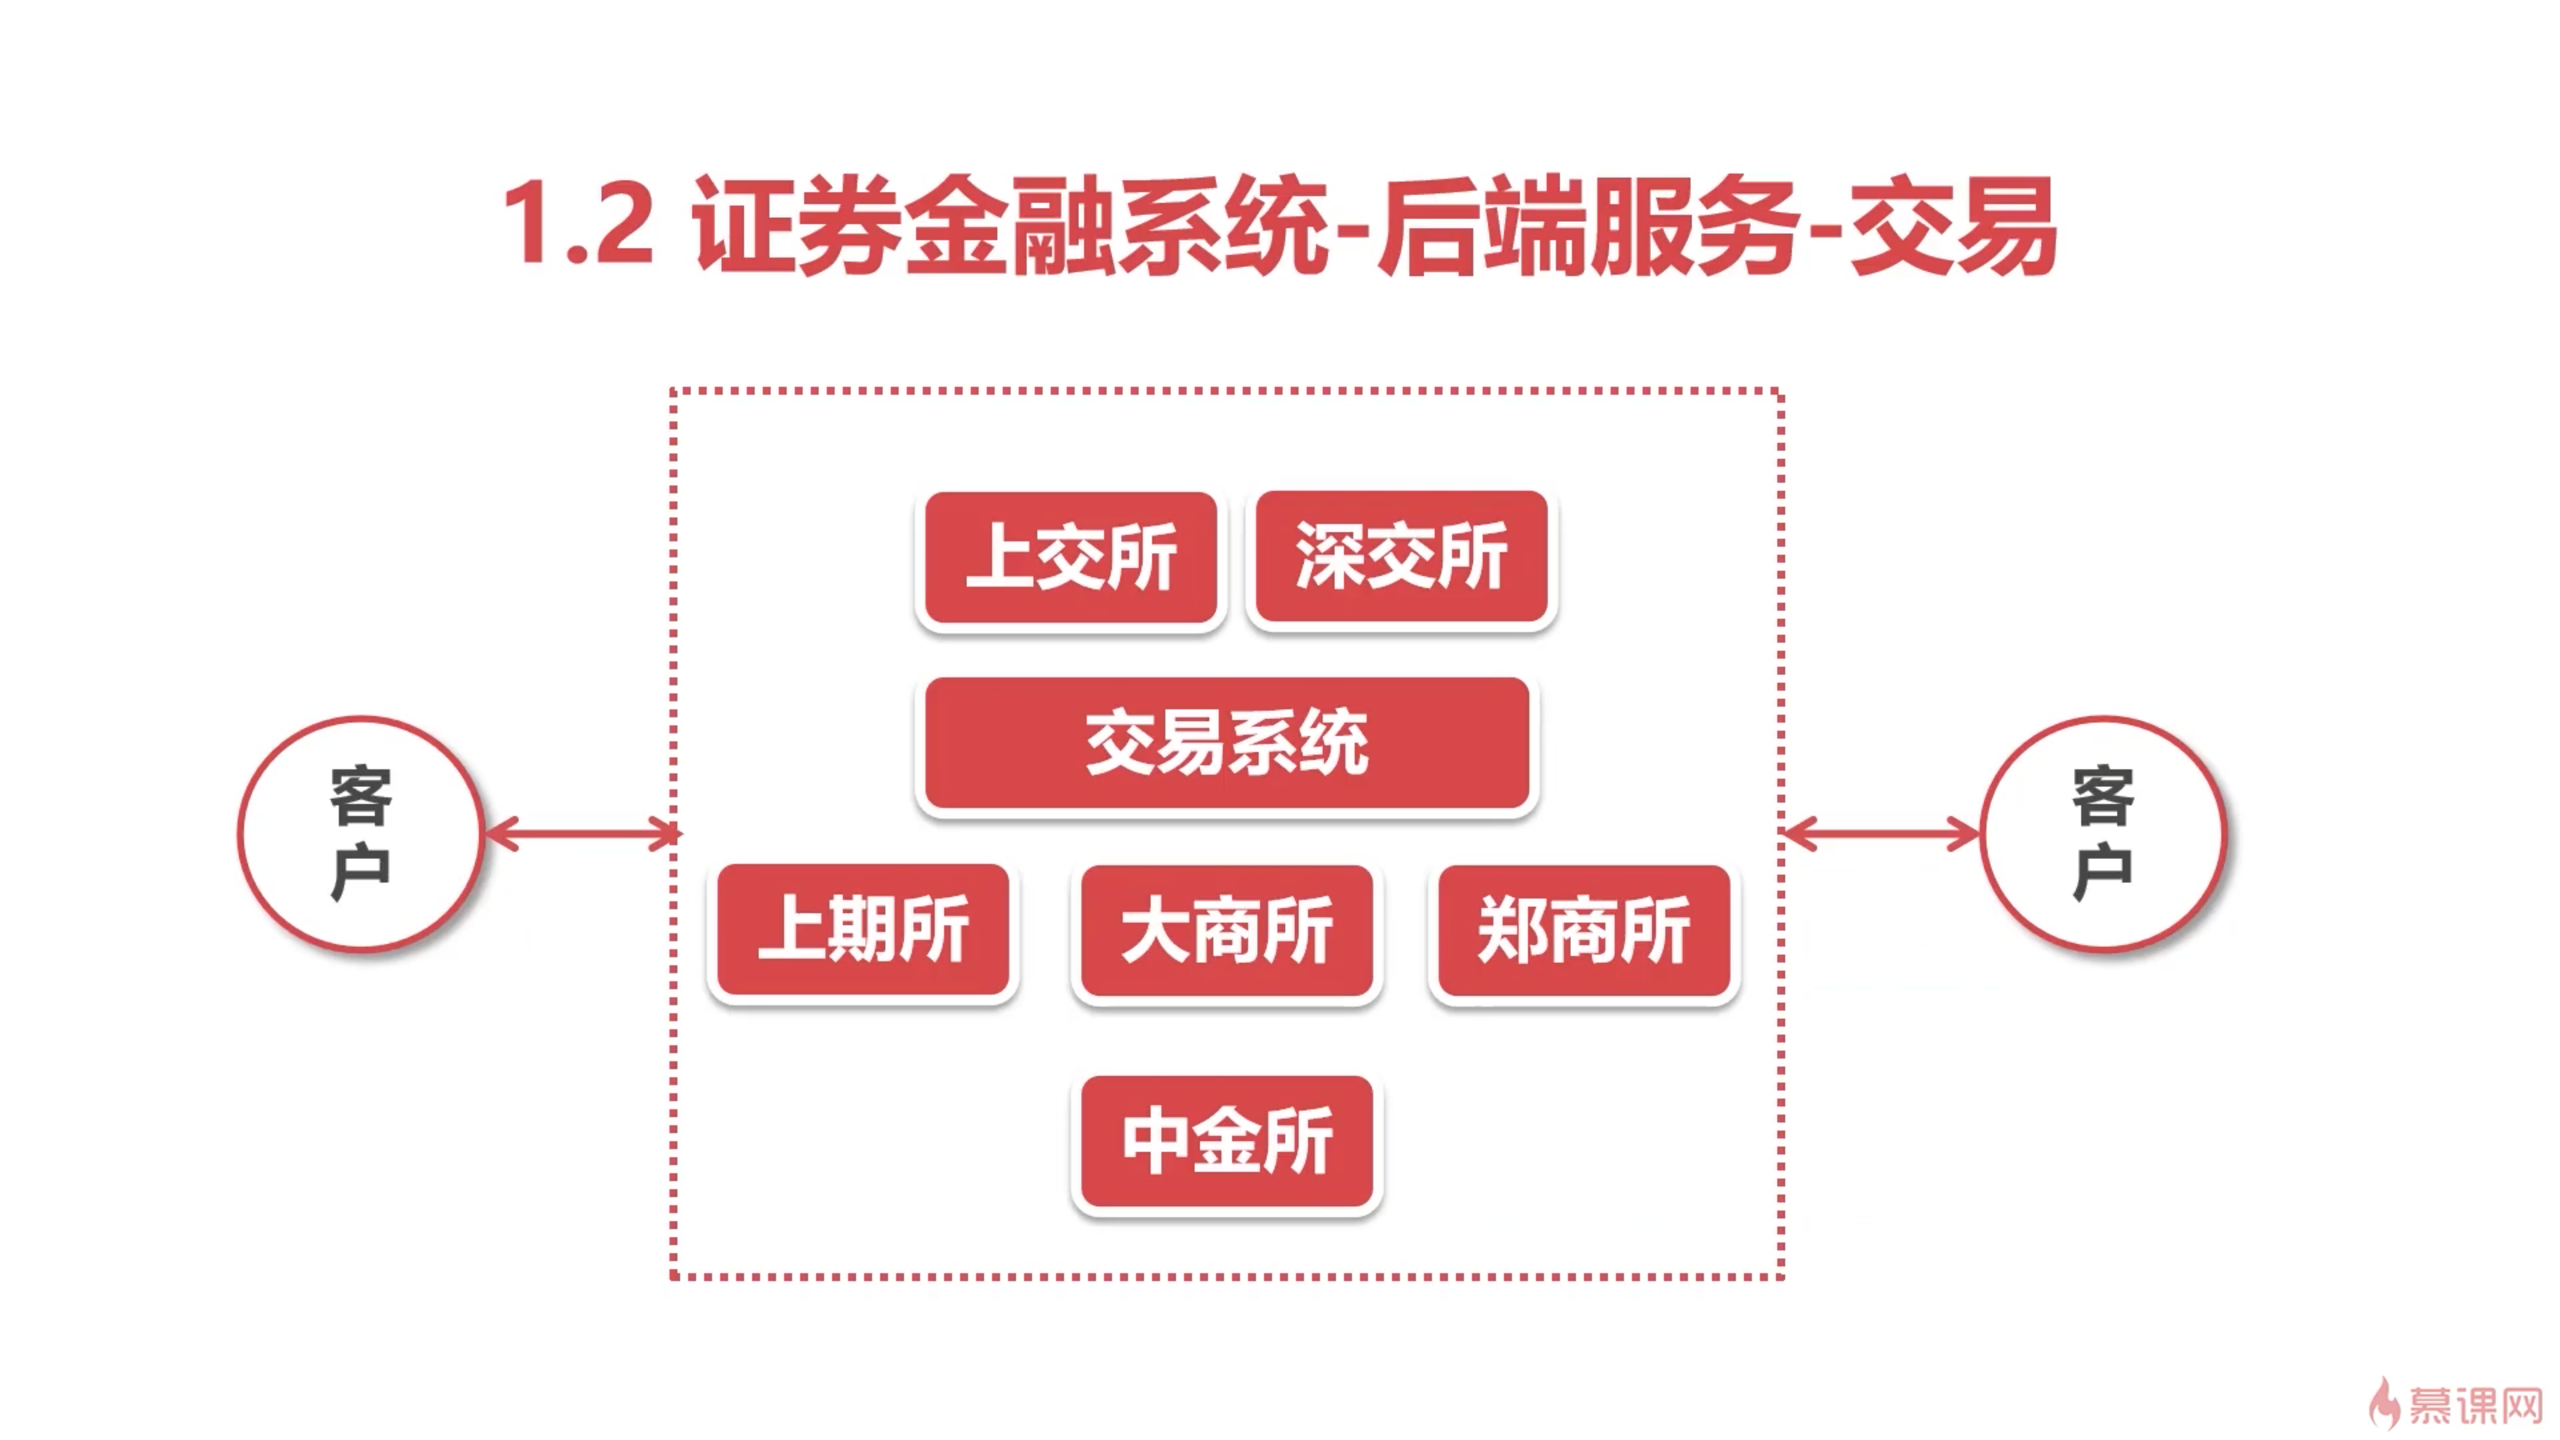 1.2 证券金融系统-后端服务-交易
上交所
深交所
交易系统
客
户
客
户
上期所
大商所
郑商所
中金所
慕课网